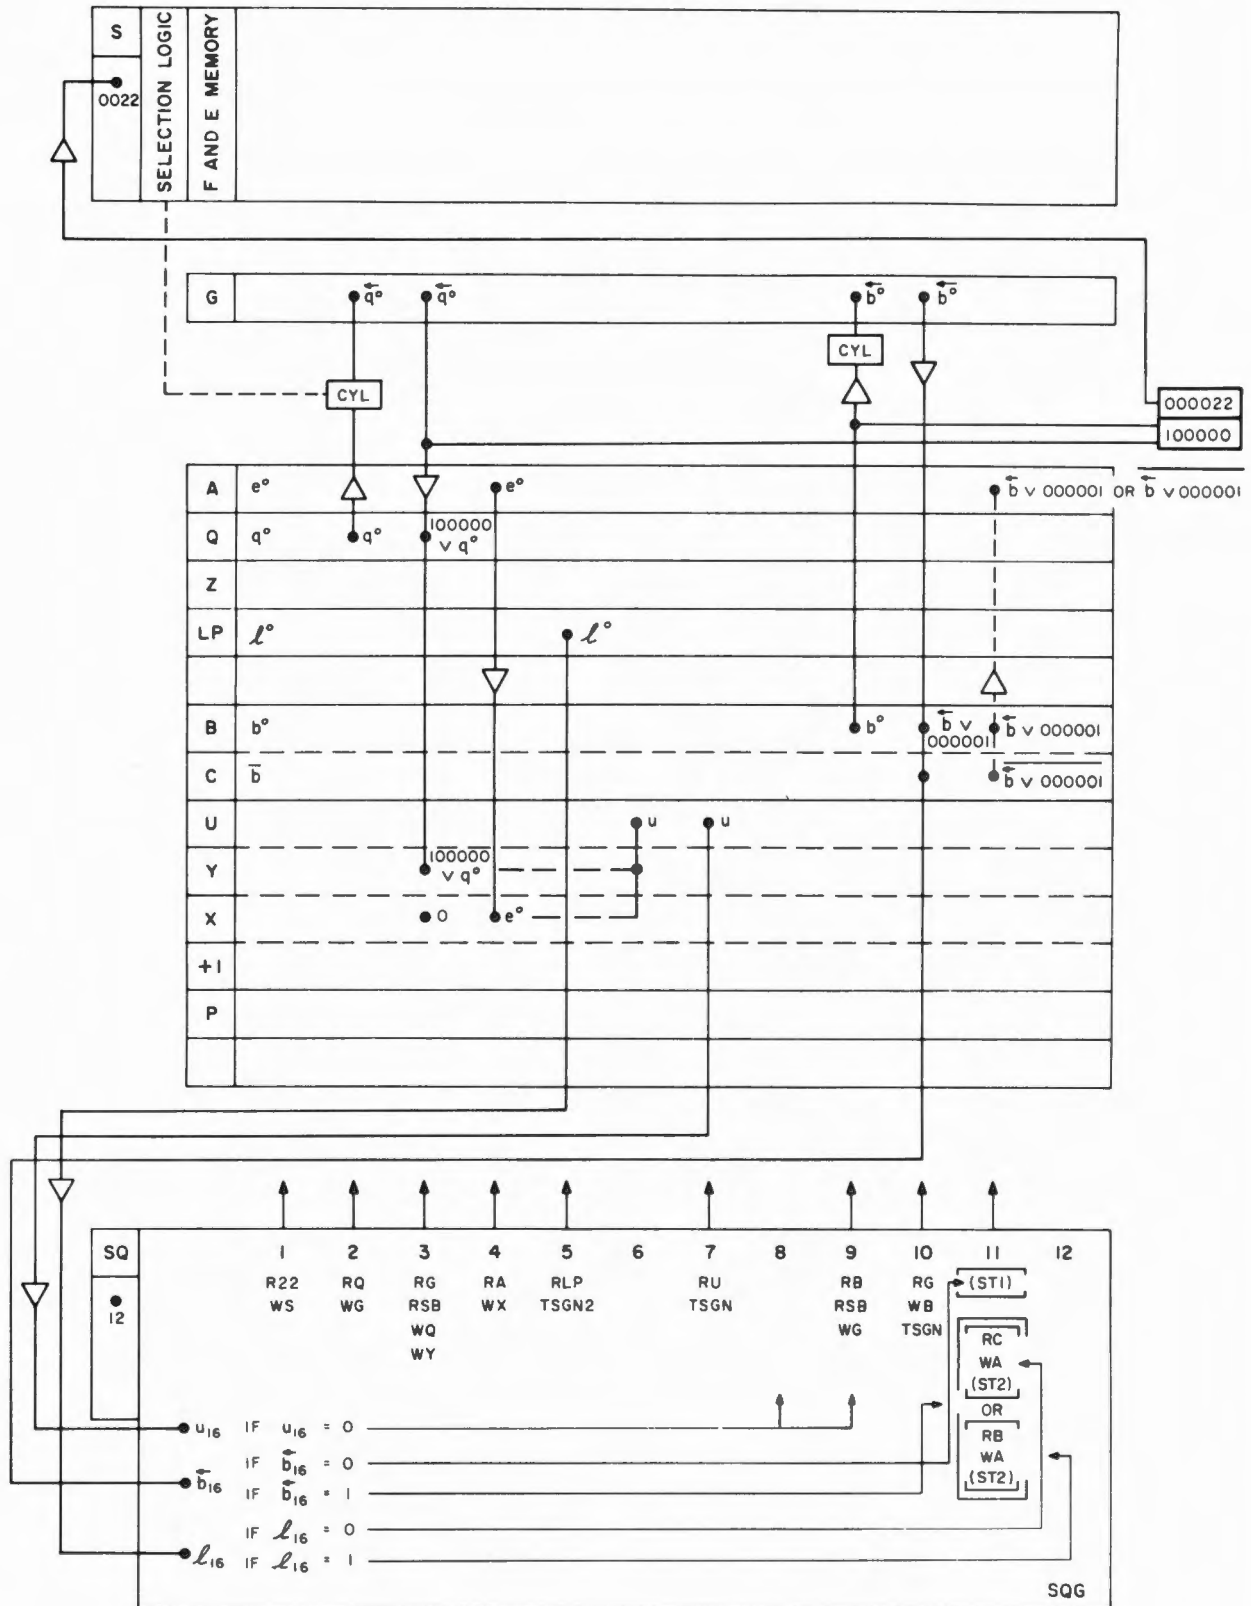 S
SELECTION LOGIC
F AND E MEMORY
0022
G
q°
q°
b°
b°
CYL
CYL
000022
100000
A e° e° b v 000001 OR b v 000001
Q q° q° 100000 v q°
Z
LP ℓ° ℓ°
B b° b° b v 000001 b v 000001
C b b v 000001
U u u
Y 100000 v q°
X 0 e°
+1
P
SQ 1 2 3 4 5 6 7 8 9 10 11 12
12
R22 RQ RG RA RLP RU RB RG (ST1)
WS WG RSB WX TSGN2 TSGN RSB WB
WQ WG TSGN
WY
RC
WA
(ST2)
OR
RB
WA
(ST2)
u16 IF u16 = 0
IF b16 = 0
b16 IF b16 = 1
IF ℓ16 = 0
ℓ16 IF ℓ16 = 1
SQG